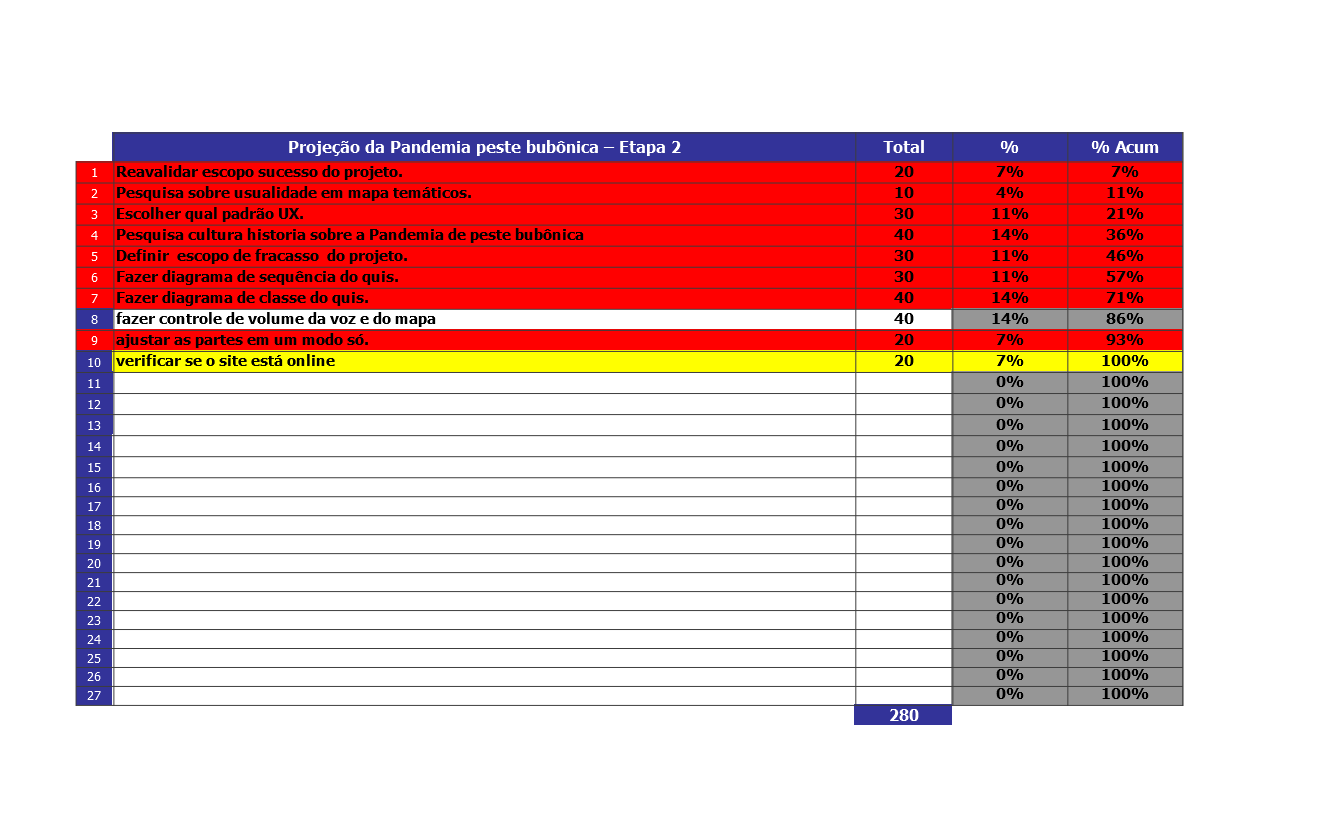 Projeção da Pandemia peste bubônica – Etapa 2 Total % % Acum
1 Reavalidar escopo sucesso do projeto. 20 7% 7%
2 Pesquisa sobre usualidade em mapa temáticos. 10 4% 11%
3 Escolher qual padrão UX. 30 11% 21%
4 Pesquisa cultura historia sobre a Pandemia de peste bubônica 40 14% 36%
5 Definir  escopo de fracasso  do projeto. 30 11% 46%
6 Fazer diagrama de sequência do quis. 30 11% 57%
7 Fazer diagrama de classe do quis. 40 14% 71%
8 fazer controle de volume da voz e do mapa 40 14% 86%
9 ajustar as partes em um modo só. 20 7% 93%
10 verificar se o site está online 20 7% 100%
11 0% 100%
12 0% 100%
13 0% 100%
14 0% 100%
15 0% 100%
16 0% 100%
17 0% 100%
18 0% 100%
19 0% 100%
20 0% 100%
21 0% 100%
22 0% 100%
23 0% 100%
24 0% 100%
25 0% 100%
26 0% 100%
27 0% 100%
280